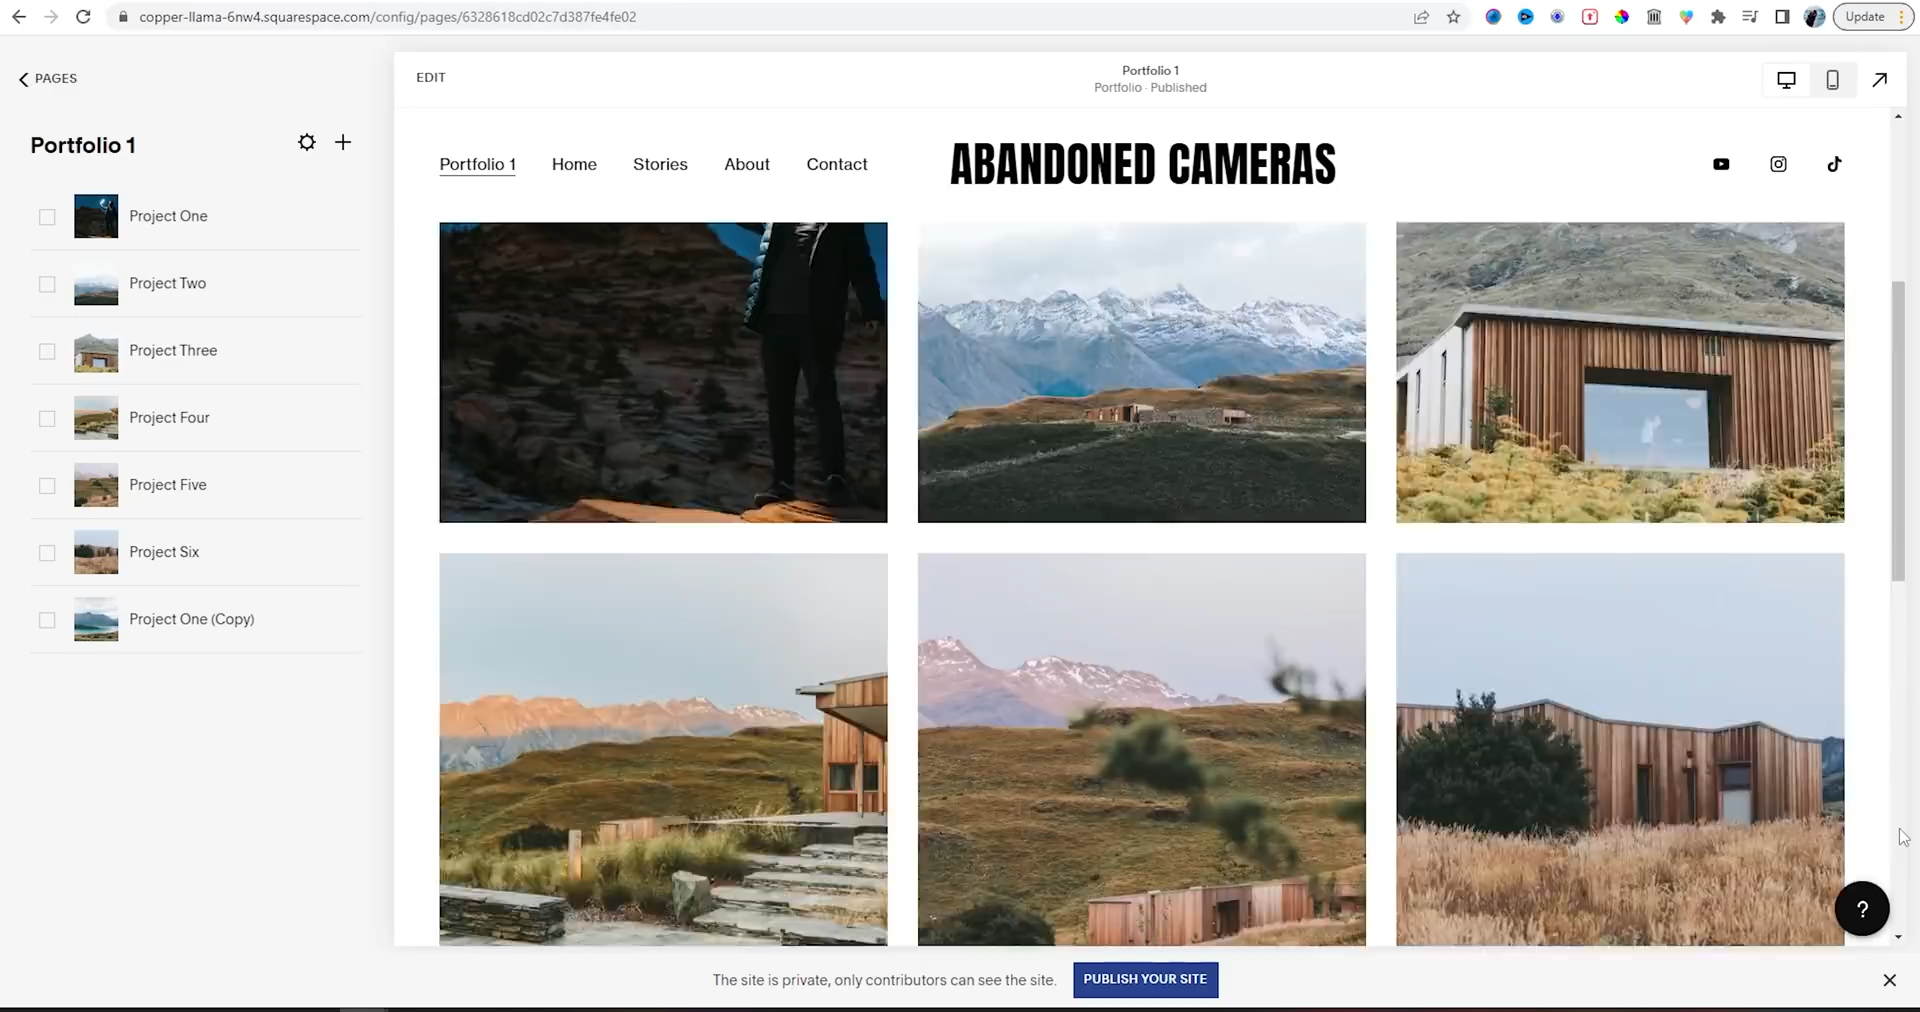 copper-llama-6nw4.squarespace.com/config/pages/6328618cd02c7d387fe4fe02
Update
PAGES
Portfolio 1
Project One
Project Two
Project Three
Project Four
Project Five
Project Six
Project One (Copy)
EDIT
Portfolio 1
Portfolio · Published
Portfolio 1 Home Stories About Contact
ABANDONED CAMERAS
?
The site is private, only contributors can see the site.
PUBLISH YOUR SITE